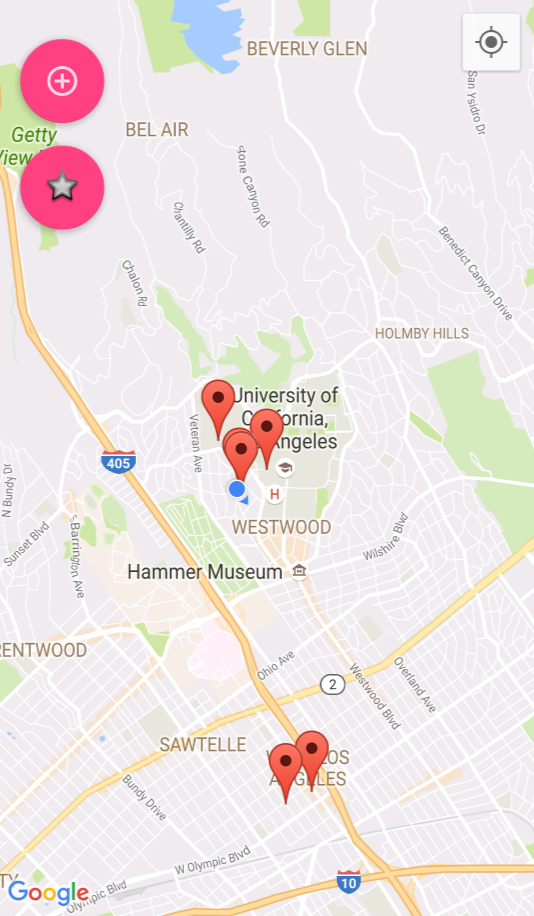 BEVERLY GLEN
San Ysidro Dr
BEL AIR
Getty
View
Stone Canyon Rd
Chantilly Rd
Benedict Canyon Drive
Chalon Rd
HOLMBY HILLS
University of
California,
Angeles
Veteran Ave
405
N Bundy Dr
H
WESTWOOD
Sunset Blvd
S Barrington Ave
Wilshire Blvd
Hammer Museum
RENTWOOD
Ohio Ave
2
Overland Ave
Westwood Blvd
SAWTELLE
W LOS
ANGELES
Bundy Drive
W Olympic Blvd
10
TY
Google
Olympic Blvd